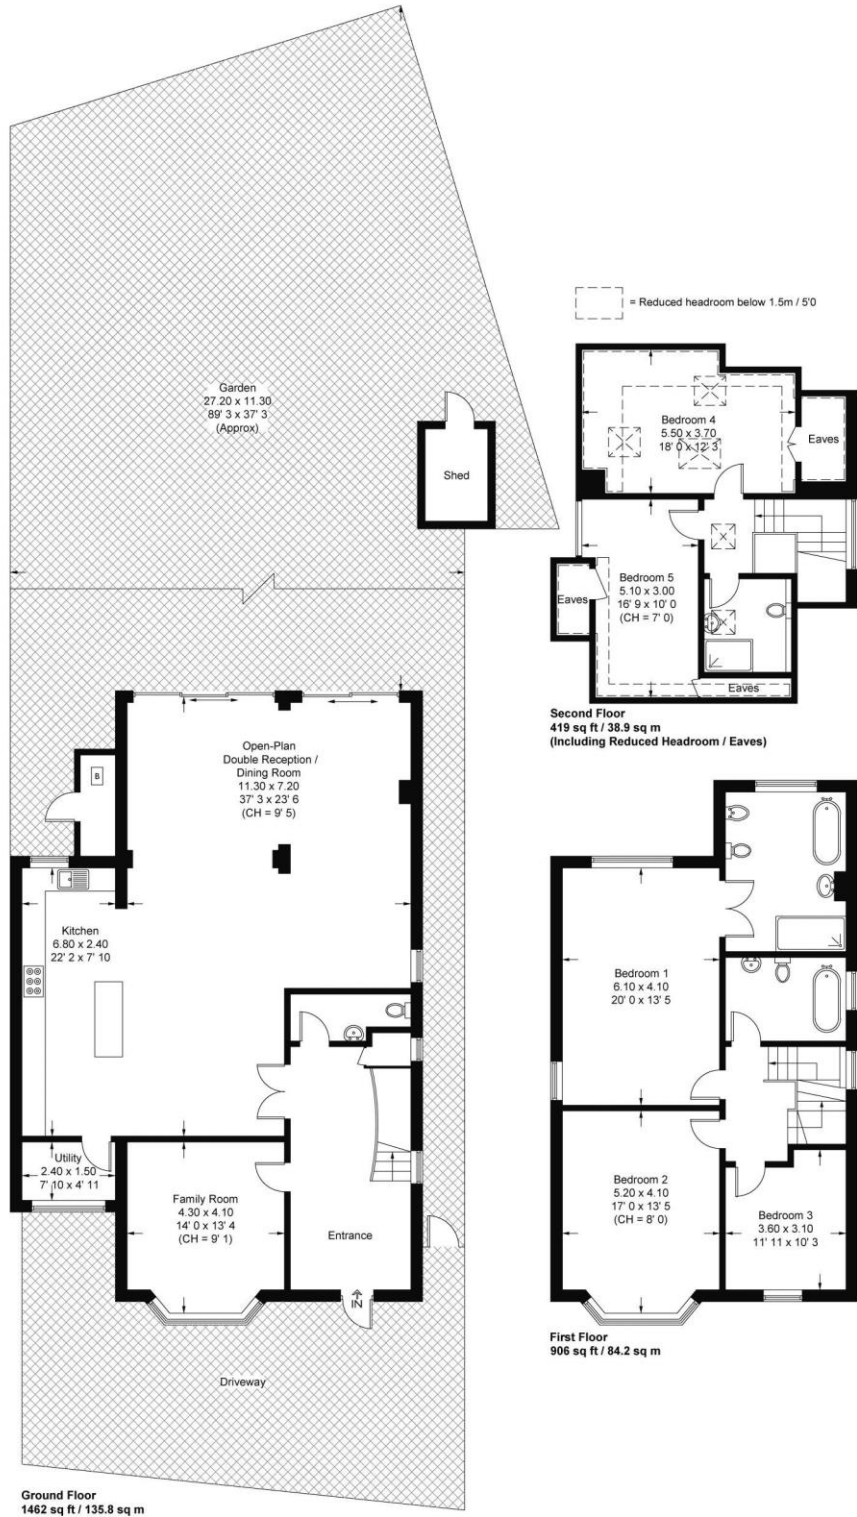 Garden
27.20 x 11.30
89' 3 x 37' 3
(Approx)
Shed
B
Open-Plan
Double Reception /
Dining Room
11.30 x 7.20
37' 3 x 23' 6
(CH = 9' 5)
Kitchen
6.80 x 2.40
22' 2 x 7' 10
Utility
2.40 x 1.50
7' 10 x 4' 11
Family Room
4.30 x 4.10
14' 0 x 13' 4
(CH = 9' 1)
Entrance
IN
Driveway
Ground Floor
1462 sq ft / 135.8 sq m
= Reduced headroom below 1.5m / 5'0
Bedroom 4
5.50 x 3.70
18' 0 x 12' 3
Eaves
Bedroom 5
5.10 x 3.00
16' 9 x 10' 0
(CH = 7' 0)
Eaves
Eaves
Second Floor
419 sq ft / 38.9 sq m
(Including Reduced Headroom / Eaves)
Bedroom 1
6.10 x 4.10
20' 0 x 13' 5
Bedroom 2
5.20 x 4.10
17' 0 x 13' 5
(CH = 8' 0)
Bedroom 3
3.60 x 3.10
11' 11 x 10' 3
First Floor
906 sq ft / 84.2 sq m